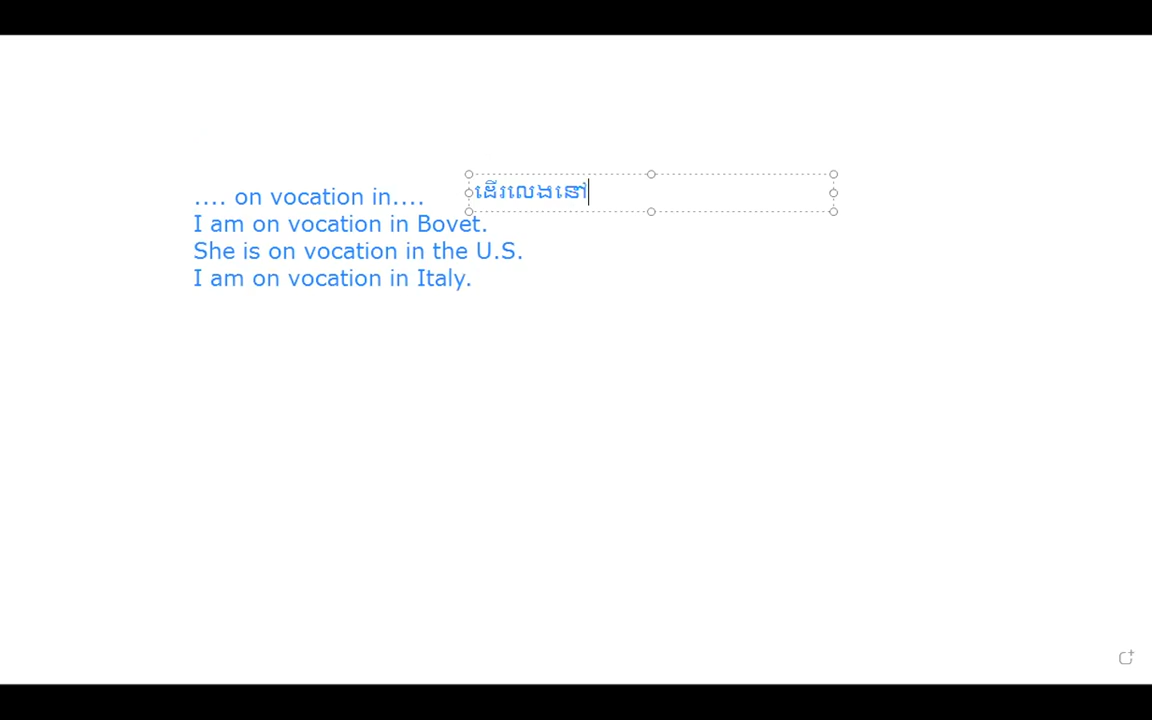 .... on vocation in.... ដើរលេងនៅ
I am on vocation in Bovet.
She is on vocation in the U.S.
I am on vocation in Italy.